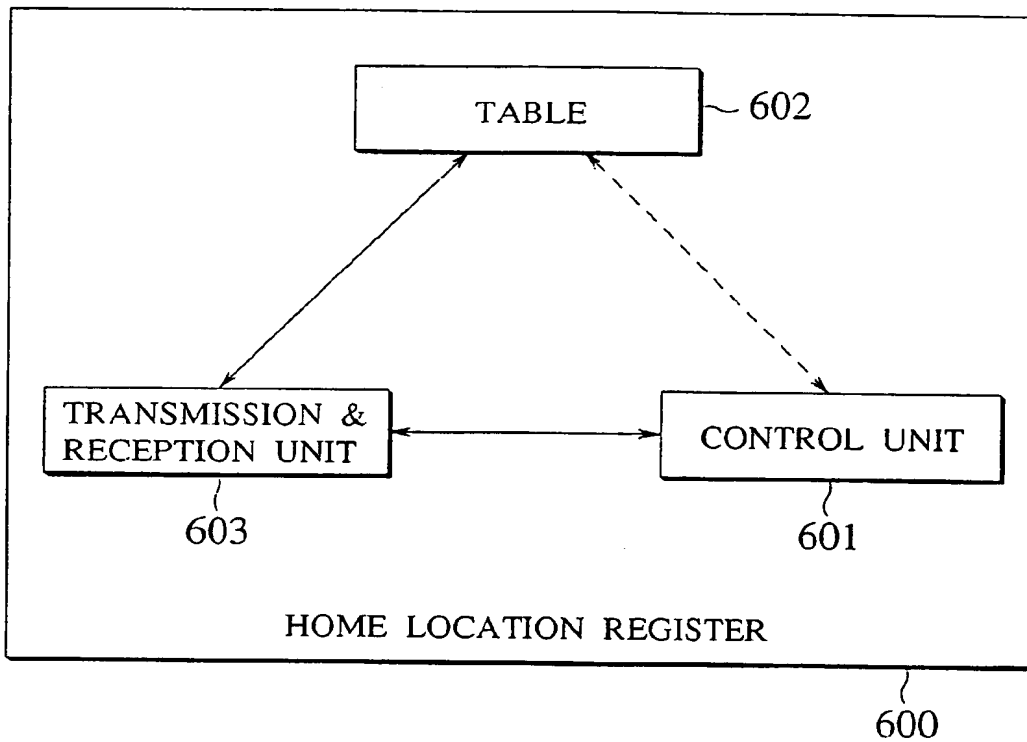 TABLE
602
TRANSMISSION &
RECEPTION UNIT
603
CONTROL UNIT
601
HOME LOCATION REGISTER
600